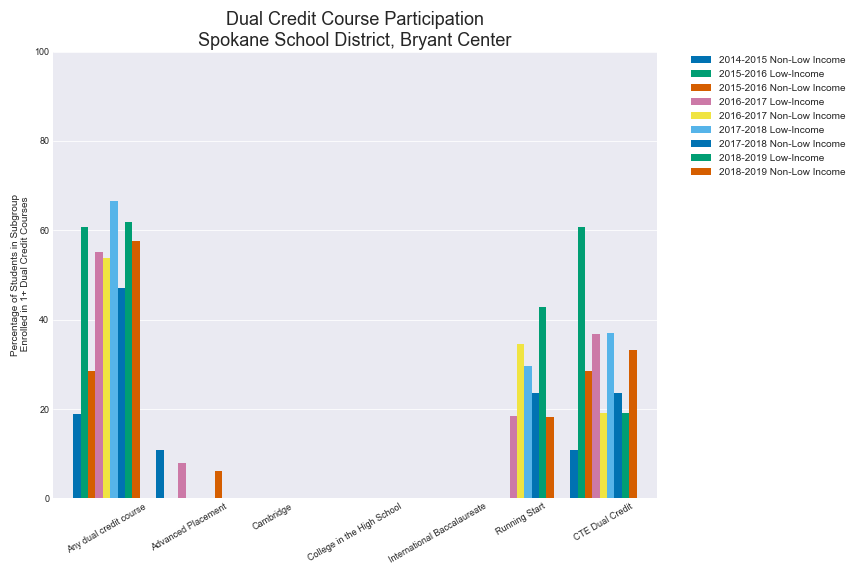 Dual Credit Course Participation
Spokane School District, Bryant Center
2014-2015 Non-Low Income
2015-2016 Low-Income
2015-2016 Non-Low Income
2016-2017 Low-Income
2016-2017 Non-Low Income
2017-2018 Low-Income
2017-2018 Non-Low Income
2018-2019 Low-Income
2018-2019 Non-Low Income
Percentage of Students in Subgroup
Enrolled in 1+ Dual Credit Courses
100
80
60
40
20
0
Any dual credit course
Advanced Placement
Cambridge
College in the High School
International Baccalaureate
Running Start
CTE Dual Credit